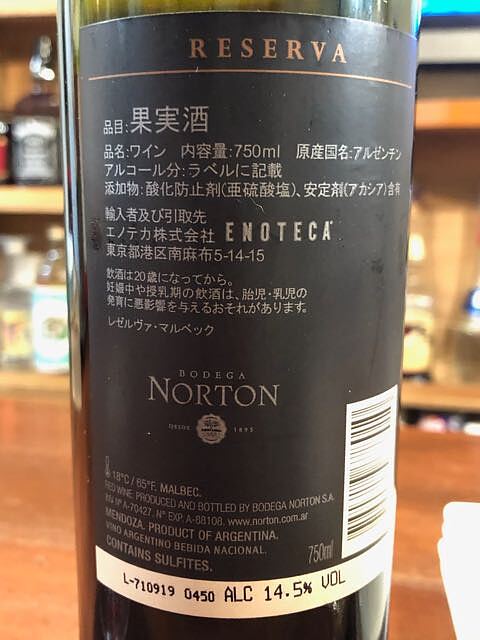 RESERVA
品目:果実酒
品名:ワイン 内容量:750ml 原産国名:アルゼンチン
アルコール分:ラベルに記載
添加物:酸化防止剤(亜硫酸塩)、安定剤(アカシア)含有
輸入者及び引取先
エノテカ株式会社 ENOTECA
東京都港区南麻布5-14-15
飲酒は20歳になってから。
妊娠中や授乳期の飲酒は、胎児・乳児の
発育に悪影響を与えるおそれがあります。
レゼルヴァ・マルベック
BODEGA
NORTON
DESDE 1895
18°C / 65°F. MALBEC.
RED WINE PRODUCED AND BOTTLED BY BODEGA NORTON S.A.
N° A-70427. N° EXP. A-88108. www.norton.com.ar
MENDOZA. PRODUCT OF ARGENTINA.
VINO ARGENTINO BEBIDA NACIONAL.
CONTAINS SULFITES.
750ml
L-710919 0450 ALC 14.5% VOL